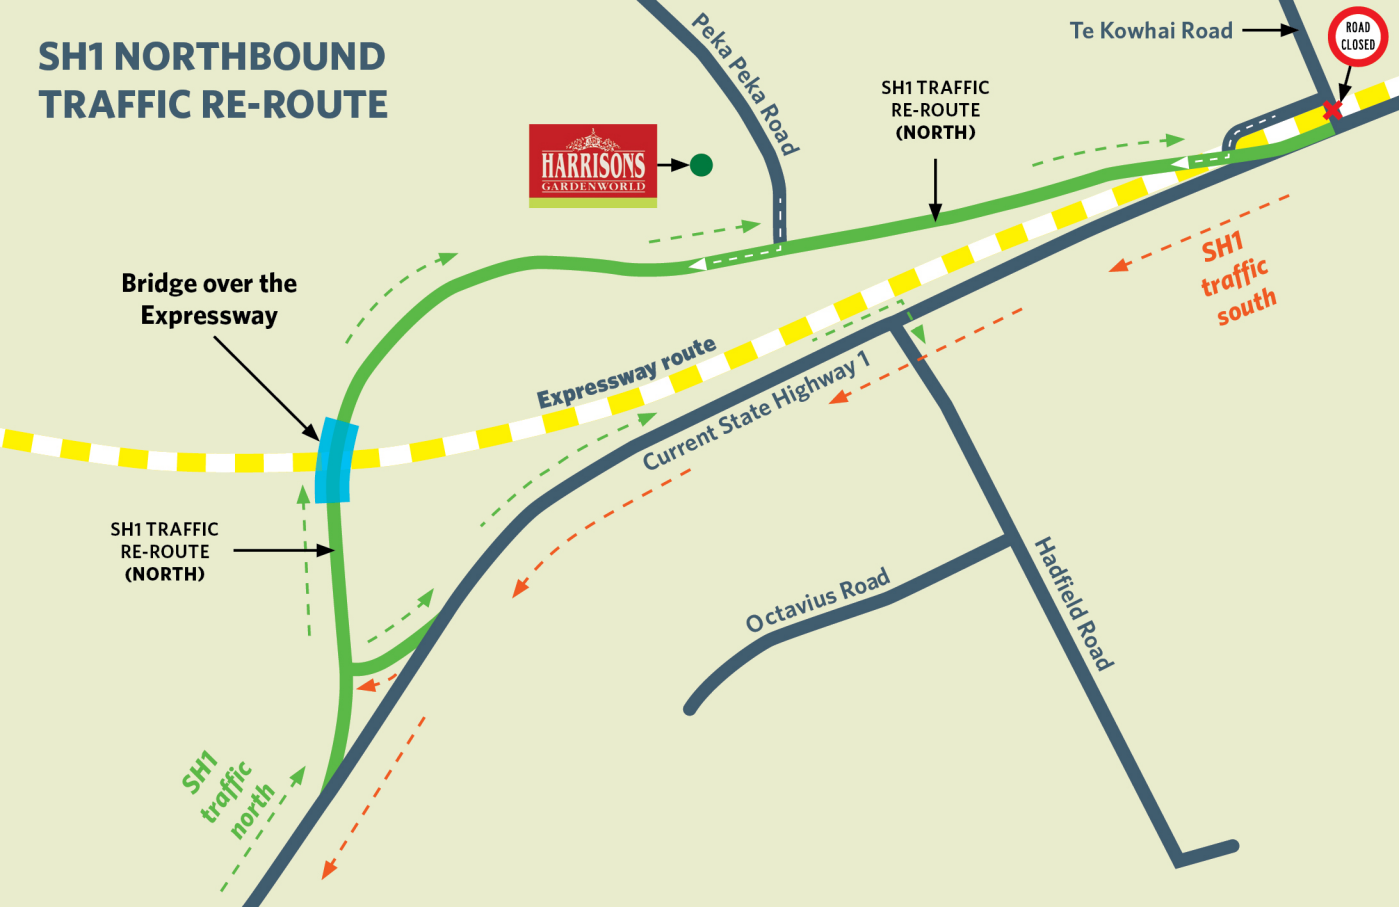 SH1 NORTHBOUND
TRAFFIC RE-ROUTE
Te Kowhai Road
ROAD
CLOSED
Peka Peka Road
SH1 TRAFFIC
RE-ROUTE
(NORTH)
HARRISONS
GARDENWORLD
SH1
traffic
south
Bridge over the
Expressway
Expressway route
Current State Highway 1
SH1 TRAFFIC
RE-ROUTE
(NORTH)
Octavius Road
Hadfield Road
SH1
traffic
north